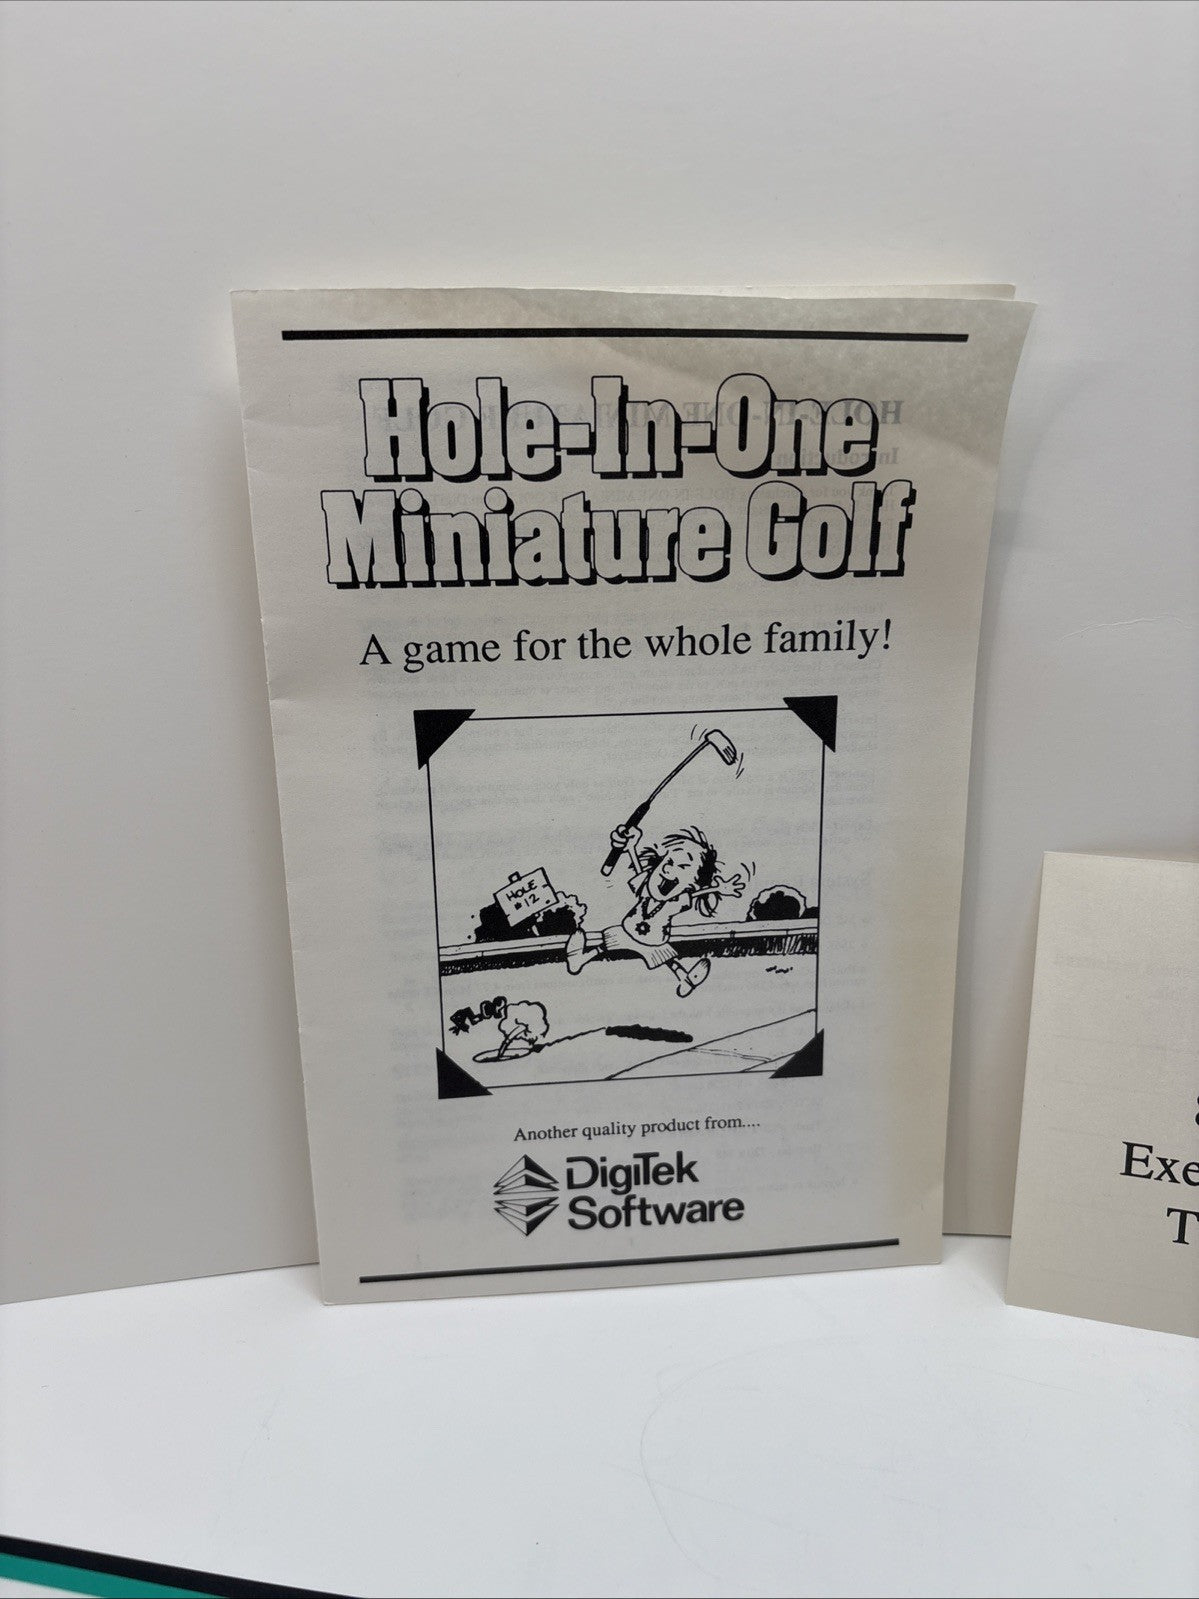 Hole-In-One
Miniature Golf
A game for the whole family!
HOLE
#12
PLOP
Another quality product from....
DigiTek
Software
Exe
T